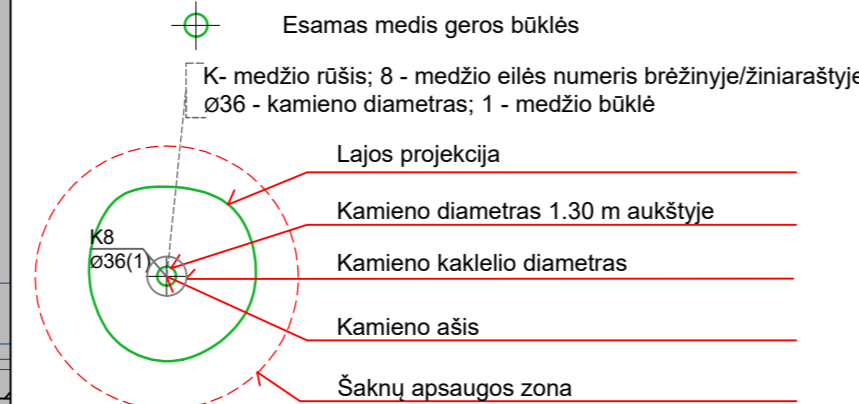 Esamas medis geros būklės
K- medžio rūšis; 8 - medžio eilės numeris brėžinyje/žiniaraštyje
Ø36 - kamieno diametras; 1 - medžio būklė
Lajos projekcija
Kamieno diametras 1.30 m aukštyje
K8
Ø36(1)
Kamieno kaklelio diametras
Kamieno ašis
Šaknų apsaugos zona